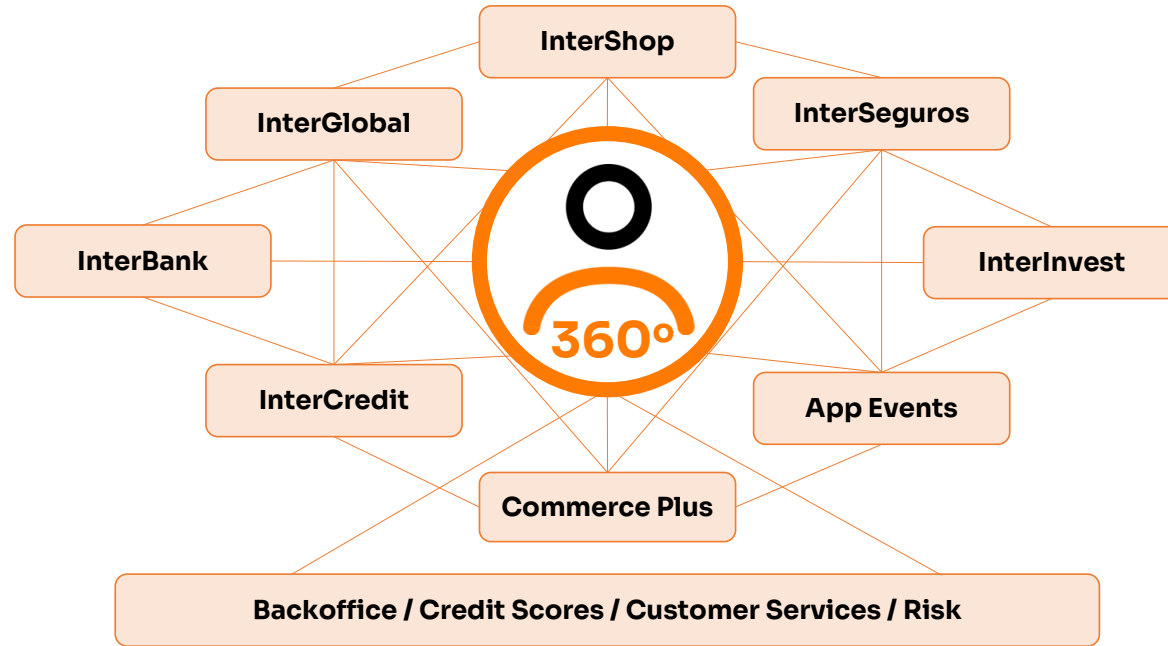 InterShop
InterGlobal
InterSeguros
InterBank
InterInvest
360º
InterCredit
App Events
Commerce Plus
Backoffice / Credit Scores / Customer Services / Risk